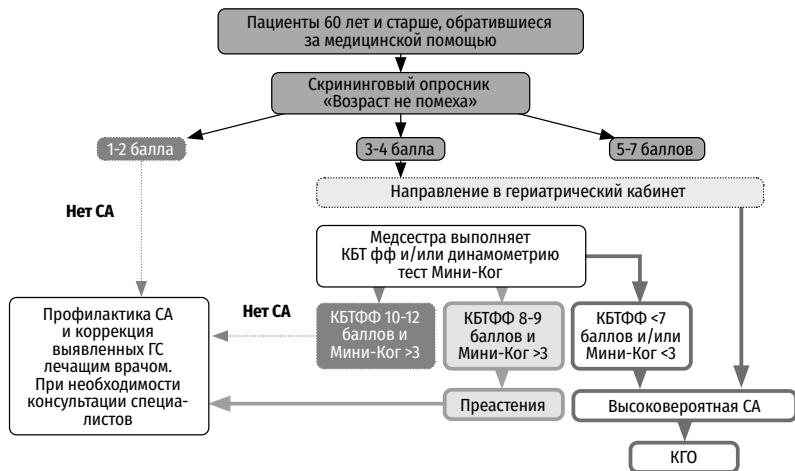 Пациенты 60 лет и старше, обратившиеся
за медицинской помощью
Скрининговый опросник
«Возраст не помеха»
1-2 балла
3-4 балла
5-7 баллов
Направление в гериатрический кабинет
Нет СА
Медсестра выполняет
КБТ фф и/или динамометрию
тест Мини-Ког
Профилактика СА
и коррекция
выявленных ГС
лечащим врачом.
При необходимости
консультации специа-
листов
Нет СА
КБТФФ 10-12
баллов и
Мини-Ког >3
КБТФФ 8-9
баллов и
Мини-Ког >3
КБТФФ <7
баллов и/или
Мини-Ког <3
Преастения
Высоковероятная СА
КГО